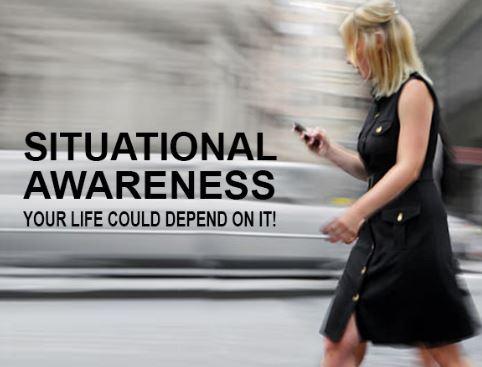 SITUATIONAL
AWARENESS
YOUR LIFE COULD DEPEND ON IT!